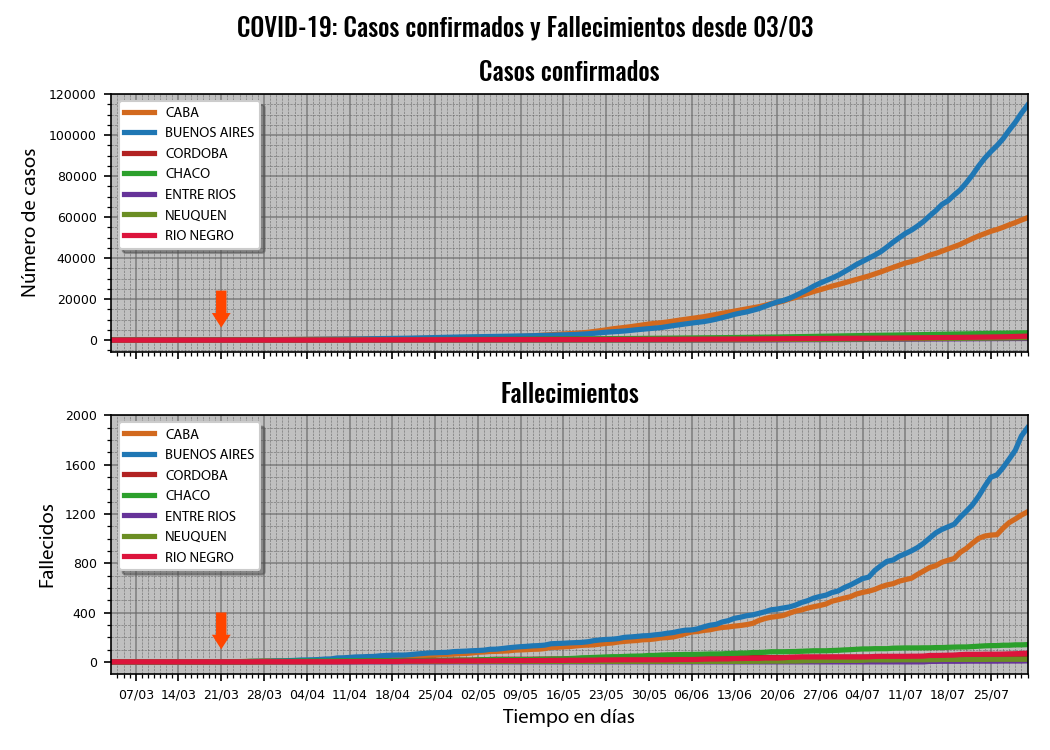 COVID-19: Casos confirmados y Fallecimientos desde 03/03
Casos confirmados
120000
100000
80000
60000
40000
20000
0
Número de casos
CABA
BUENOS AIRES
CORDOBA
CHACO
ENTRE RIOS
NEUQUEN
RIO NEGRO
Fallecimientos
2000
1600
1200
800
400
0
Fallecidos
CABA
BUENOS AIRES
CORDOBA
CHACO
ENTRE RIOS
NEUQUEN
RIO NEGRO
07/03 14/03 21/03 28/03 04/04 11/04 18/04 25/04 02/05 09/05 16/05 23/05 30/05 06/06 13/06 20/06 27/06 04/07 11/07 18/07 25/07
Tiempo en días